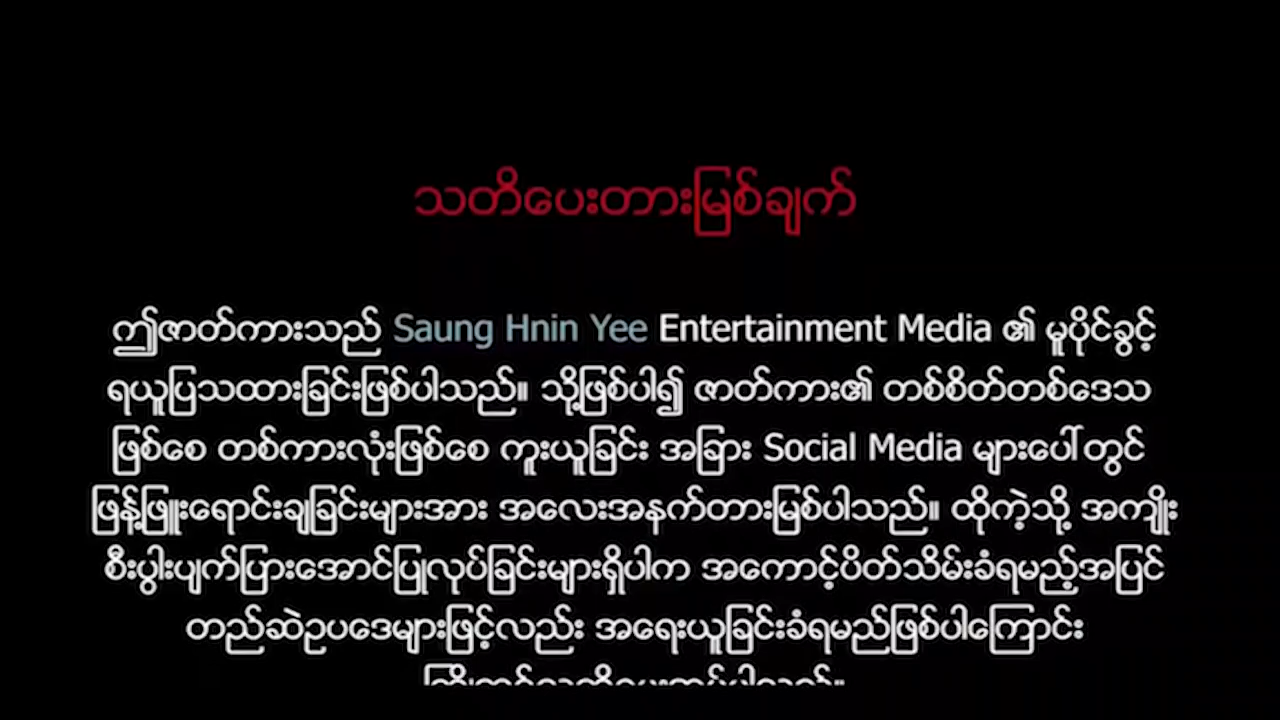 သတိပေးတားမြစ်ချက်
ဤဇာတ်ကားသည် Saung Hnin Yee Entertainment Media ၏ မူပိုင်ခွင့်
ရယူပြသထားခြင်းဖြစ်ပါသည်။ သို့ဖြစ်ပါ၍ ဇာတ်ကား၏ တစ်စိတ်တစ်ဒေသ
ဖြစ်စေ တစ်ကားလုံးဖြစ်စေ ကူးယူခြင်း အခြား Social Media များပေါ်တွင်
ဖြန့်ဖြူးရောင်းချခြင်းများအား အလေးအနက်တားမြစ်ပါသည်။ ထိုကဲ့သို့ အကျိုး
စီးပွါးပျက်ပြားအောင်ပြုလုပ်ခြင်းများရှိပါက အကောင့်ပိတ်သိမ်းခံရမည့်အပြင်
တည်ဆဲဥပဒေများဖြင့်လည်း အရေးယူခြင်းခံရမည်ဖြစ်ပါကြောင်း